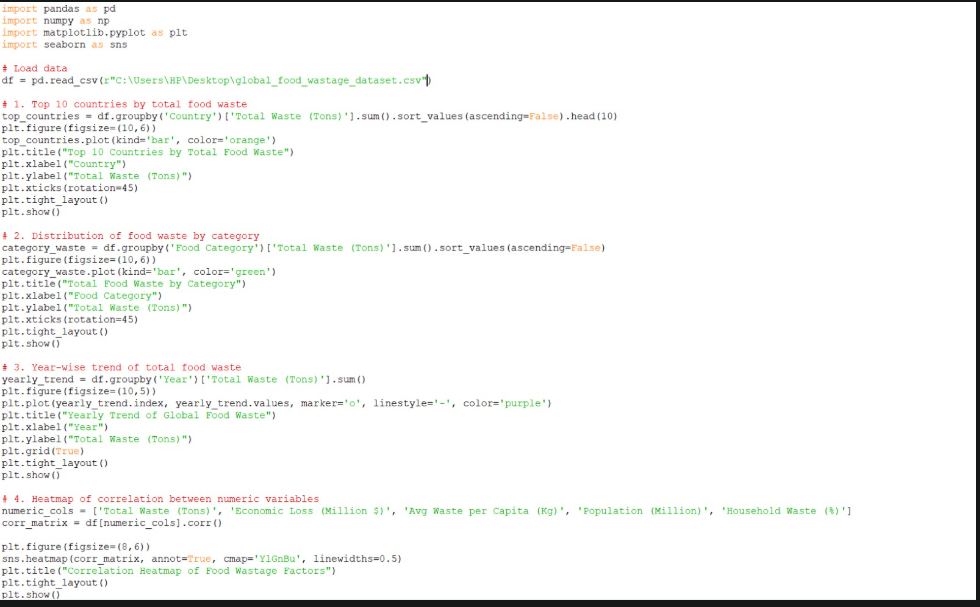 import pandas as pd
import numpy as np
import matplotlib.pyplot as plt
import seaborn as sns
# Load data
df = pd.read_csv(r"C:\Users\HP\Desktop\global_food_wastage_dataset.csv")
# 1. Top 10 countries by total food waste
top_countries = df.groupby('Country')['Total Waste (Tons)'].sum().sort_values(ascending=False).head(10)
plt.figure(figsize=(10,6))
top_countries.plot(kind='bar', color='orange')
plt.title("Top 10 Countries by Total Food Waste")
plt.xlabel("Country")
plt.ylabel("Total Waste (Tons)")
plt.xticks(rotation=45)
plt.tight_layout()
plt.show()
# 2. Distribution of food waste by category
category_waste = df.groupby('Food Category')['Total Waste (Tons)'].sum().sort_values(ascending=False)
plt.figure(figsize=(10,6))
category_waste.plot(kind='bar', color='green')
plt.title("Total Food Waste by Category")
plt.xlabel("Food Category")
plt.ylabel("Total Waste (Tons)")
plt.xticks(rotation=45)
plt.tight_layout()
plt.show()
# 3. Year-wise trend of total food waste
yearly_trend = df.groupby('Year')['Total Waste (Tons)'].sum()
plt.figure(figsize=(10,5))
plt.plot(yearly_trend.index, yearly_trend.values, marker='o', linestyle='-', color='purple')
plt.title("Yearly Trend of Global Food Waste")
plt.xlabel("Year")
plt.ylabel("Total Waste (Tons)")
plt.grid(True)
plt.tight_layout()
plt.show()
# 4. Heatmap of correlation between numeric variables
numeric_cols = ['Total Waste (Tons)', 'Economic Loss (Million $)', 'Avg Waste per Capita (Kg)', 'Population (Million)', 'Household Waste (%)']
corr_matrix = df[numeric_cols].corr()
plt.figure(figsize=(8,6))
sns.heatmap(corr_matrix, annot=True, cmap='YlGnBu', linewidths=0.5)
plt.title("Correlation Heatmap of Food Wastage Factors")
plt.tight_layout()
plt.show()